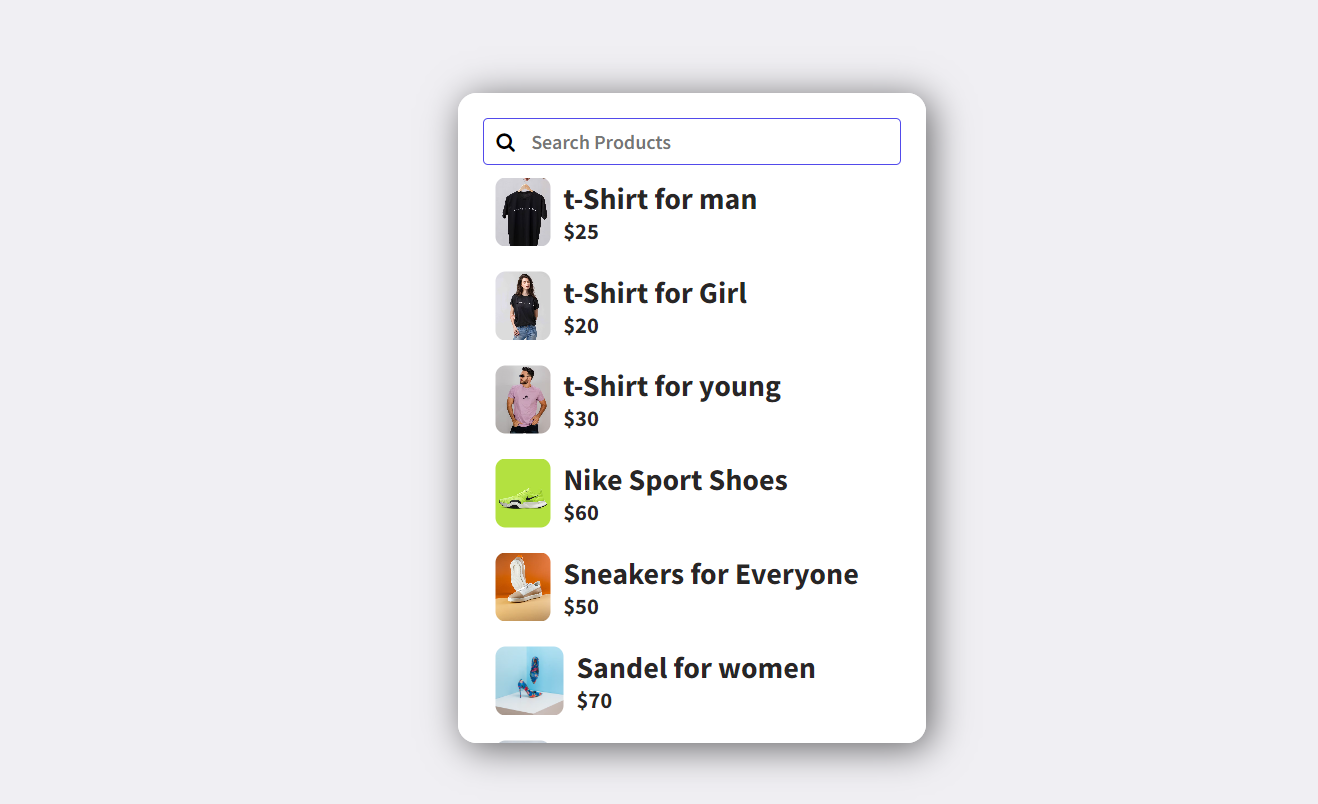 Search Products
t-Shirt for man
$25
t-Shirt for Girl
$20
t-Shirt for young
$30
Nike Sport Shoes
$60
Sneakers for Everyone
$50
Sandel for women
$70